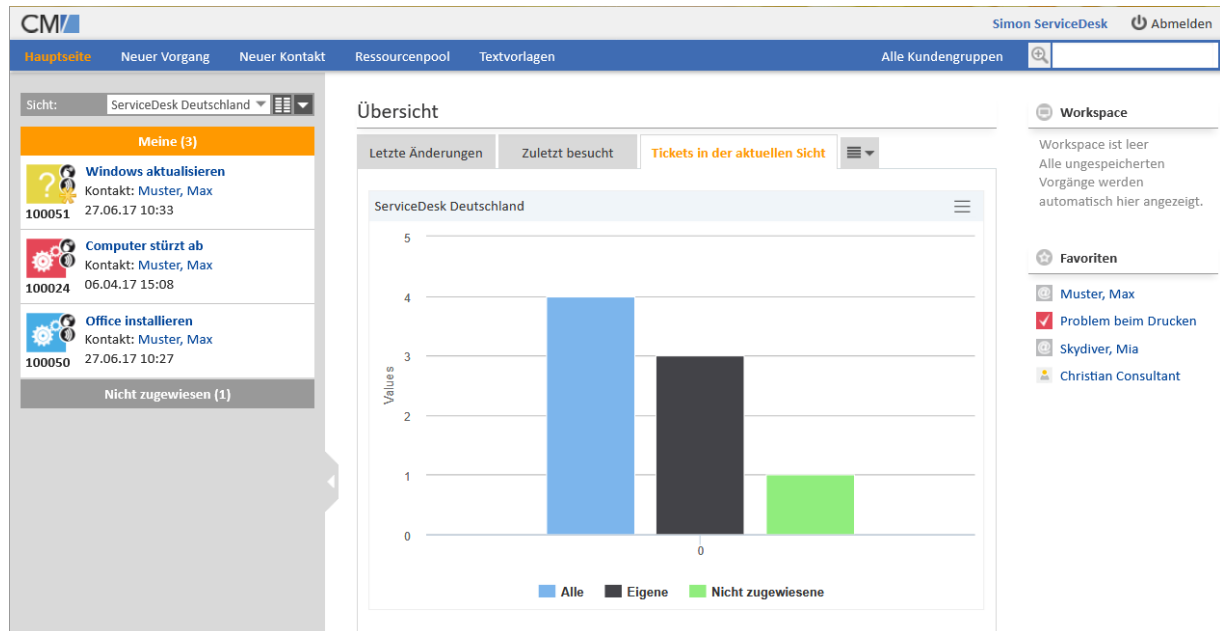 CM/
Simon ServiceDesk
Abmelden
Hauptseite
Neuer Vorgang
Neuer Kontakt
Ressourcenpool
Textvorlagen
Alle Kundengruppen
Sicht:
ServiceDesk Deutschland
Meine (3)
Windows aktualisieren
Kontakt: Muster, Max
100051
27.06.17 10:33
Computer stürzt ab
Kontakt: Muster, Max
100024
06.04.17 15:08
Office installieren
Kontakt: Muster, Max
100050
27.06.17 10:27
Nicht zugewiesen (1)
Übersicht
Letzte Änderungen
Zuletzt besucht
Tickets in der aktuellen Sicht
ServiceDesk Deutschland
Values
5
4
3
2
1
0
0
Alle
Eigene
Nicht zugewiesene
Workspace
Workspace ist leer
Alle ungespeicherten
Vorgänge werden
automatisch hier angezeigt.
Favoriten
Muster, Max
Problem beim Drucken
Skydiver, Mia
Christian Consultant